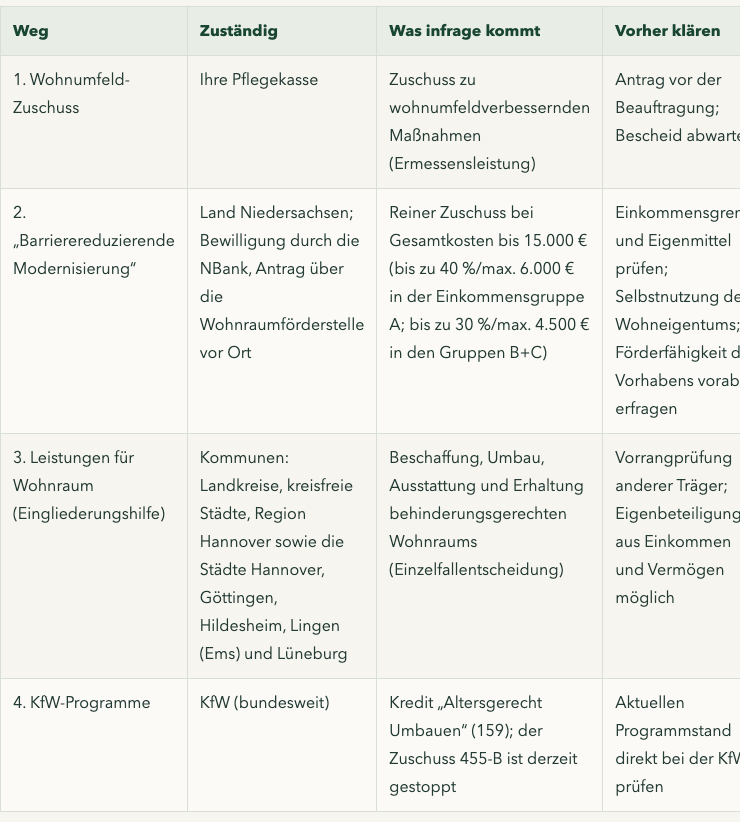 Weg
Zuständig
Was infrage kommt
Vorher klären
1. Wohnumfeld-
Zuschuss
Ihre Pflegekasse
Zuschuss zu
wohnumfeldverbessernden
Maßnahmen
(Ermessensleistung)
Antrag vor der
Beauftragung;
Bescheid
2.
„Barrierereduzierende
Modernisierung“
Land Niedersachsen;
Bewilligung durch die
NBank, Antrag über
die
Wohnraumförderstelle
vor Ort
Reiner Zuschuss bei
Gesamtkosten bis 15.000 €
(bis zu 40 %/max. 6.000 €
in der Einkommensgruppe
A; bis zu 30 %/max. 4.500 €
in den Gruppen B+C)
und Eigenmittel
prüfen;
Selbstnutzung
Wohneigentums;
Förderfähigkeit
Vorhabens
erfragen
3. Leistungen für
Wohnraum
(Eingliederungshilfe)
Kommunen:
Landkreise, kreisfreie
Städte, Region
Hannover sowie die
Städte Hannover,
Göttingen,
Hildesheim, Lingen
(Ems) und Lüneburg
Beschaffung, Umbau,
Ausstattung und Erhaltung
behinderungsgerechten
Wohnraums
(Einzelfallentscheidung)
Vorrangprüfung
anderer Träger;
Eigenbeteiligung
aus Einkommen
und Vermögen
möglich
4. KfW-Programme
KfW (bundesweit)
Kredit „Altersgerecht
Umbauen“ (159); der
Zuschuss 455-B ist derzeit
gestoppt
Aktuellen
Programmstand
direkt bei der KfW
prüfen